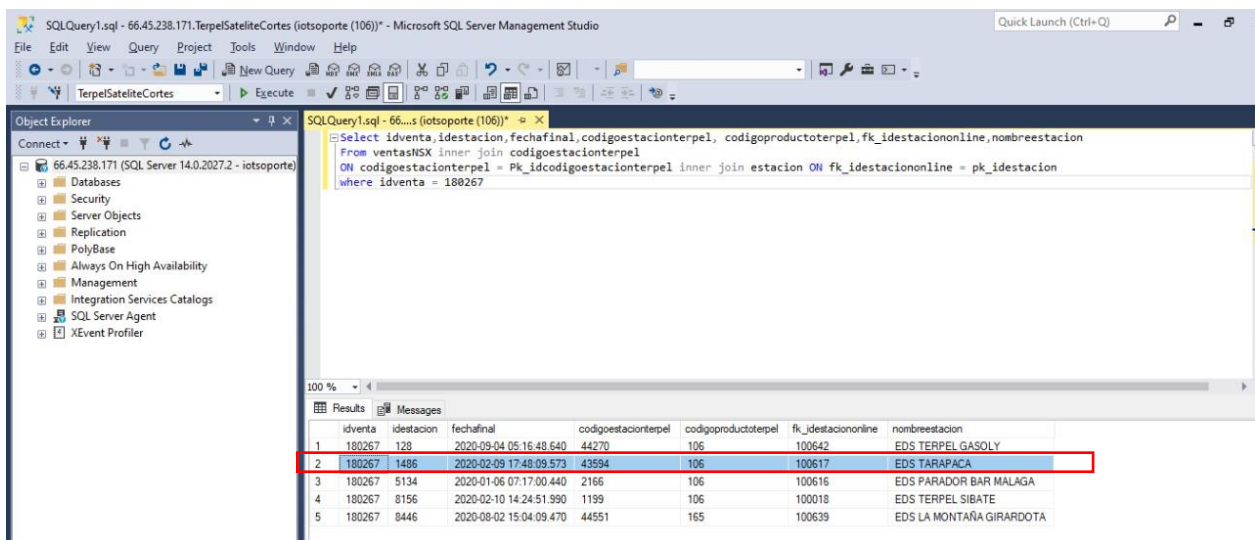 SQLQuery1.sql - 66.45.238.171.TerpelSateliteCortes (iotsoporte (106))* - Microsoft SQL Server Management Studio
Quick Launch (Ctrl+Q)
File Edit View Query Project Tools Window Help
New Query
TerpelSateliteCortes Execute
Object Explorer
SQLQuery1.sql - 66....s (iotsoporte (106))*
Connect
66.45.238.171 (SQL Server 14.0.2027.2 - iotsoporte)
Databases
Security
Server Objects
Replication
PolyBase
Always On High Availability
Management
Integration Services Catalogs
SQL Server Agent
XEvent Profiler
Select idventa,idestacion,fechafinal,codigoestacionterpel, codigoproductoterpel,fk_idestaciononline,nombreestacion
From ventasNSX inner join codigoestacionterpel
ON codigoestacionterpel = Pk_idcodigoestacionterpel inner join estacion ON fk_idestaciononline = pk_idestacion
where idventa = 180267
100 %
Results Messages
idventa idestacion fechafinal codigoestacionterpel codigoproductoterpel fk_idestaciononline nombreestacion
1 180267 128 2020-09-04 05:16:48.640 44270 106 100642 EDS TERPEL GASOLY
2 180267 1486 2020-02-09 17:48:09.573 43594 106 100617 EDS TARAPACA
3 180267 5134 2020-01-06 07:17:00.440 2166 106 100616 EDS PARADOR BAR MALAGA
4 180267 8156 2020-02-10 14:24:51.990 1199 106 100018 EDS TERPEL SIBATE
5 180267 8446 2020-08-02 15:04:09.470 44551 165 100639 EDS LA MONTAÑA GIRARDOTA